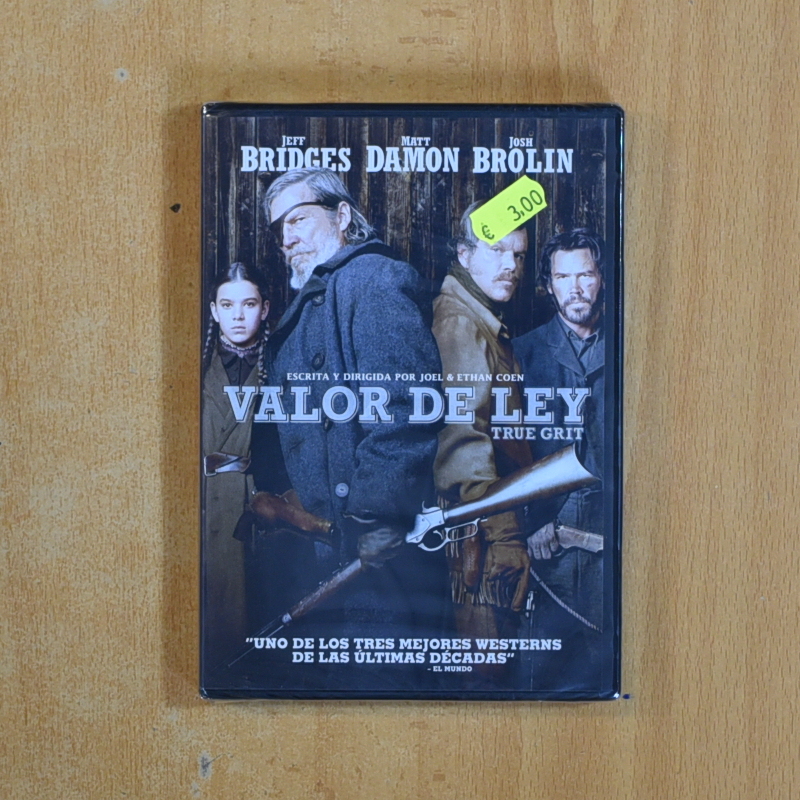 JEFF MATT JOSH
BRIDGES DAMON BROLIN
€ 3,00
ESCRITA Y DIRIGIDA POR JOEL & ETHAN COEN
VALOR DE LEY
TRUE GRIT
"UNO DE LOS TRES MEJORES WESTERNS
DE LAS ÚLTIMAS DÉCADAS"
- EL MUNDO